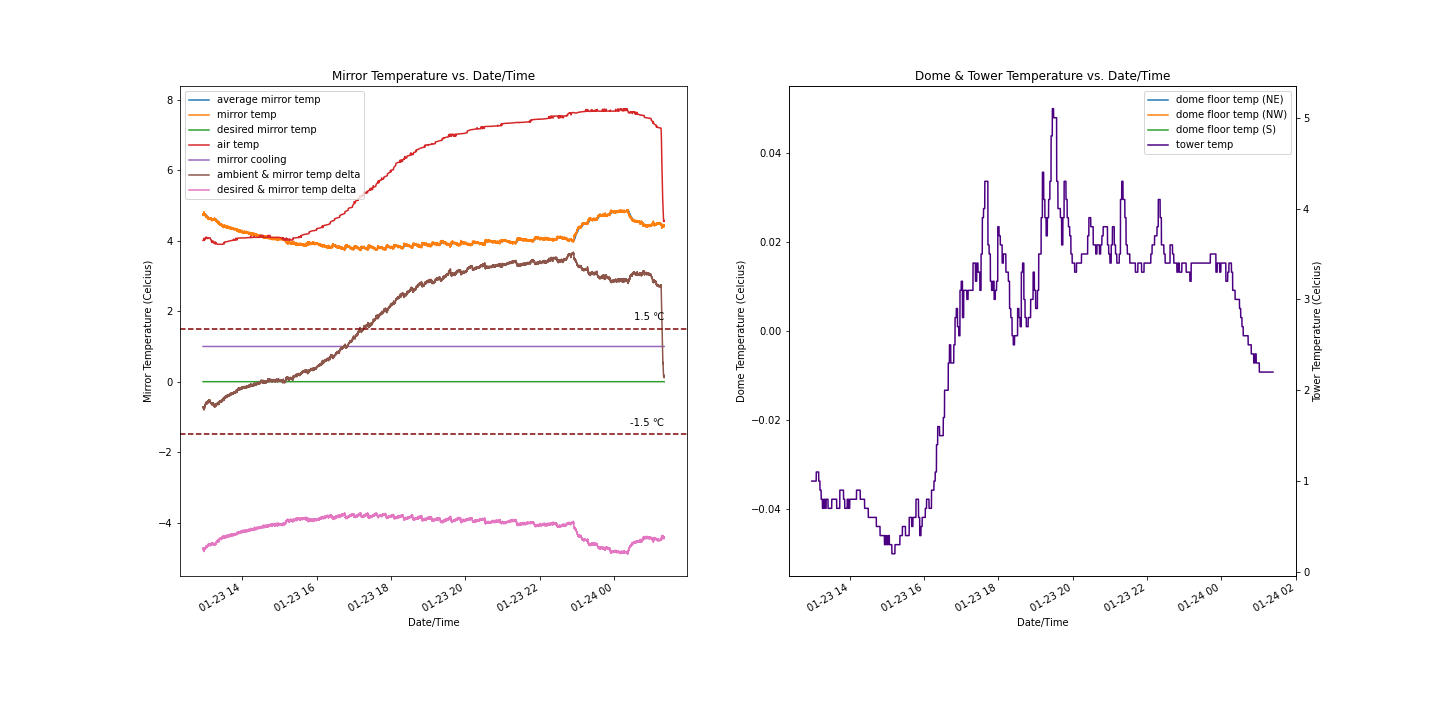 Mirror Temperature vs. Date/Time
average mirror temp
mirror temp
desired mirror temp
air temp
mirror cooling
ambient & mirror temp delta
desired & mirror temp delta
8
6
4
2
0
−2
−4
Mirror Temperature (Celcius)
1.5 °C
-1.5 °C
01-23 14
01-23 16
01-23 18
01-23 20
01-23 22
01-24 00
Date/Time
Dome & Tower Temperature vs. Date/Time
dome floor temp (NE)
dome floor temp (NW)
dome floor temp (S)
tower temp
0.04
0.02
0.00
−0.02
−0.04
Dome Temperature (Celcius)
5
4
3
2
1
0
Tower Temperature (Celcius)
01-23 14
01-23 16
01-23 18
01-23 20
01-23 22
01-24 00
01-24 02
Date/Time